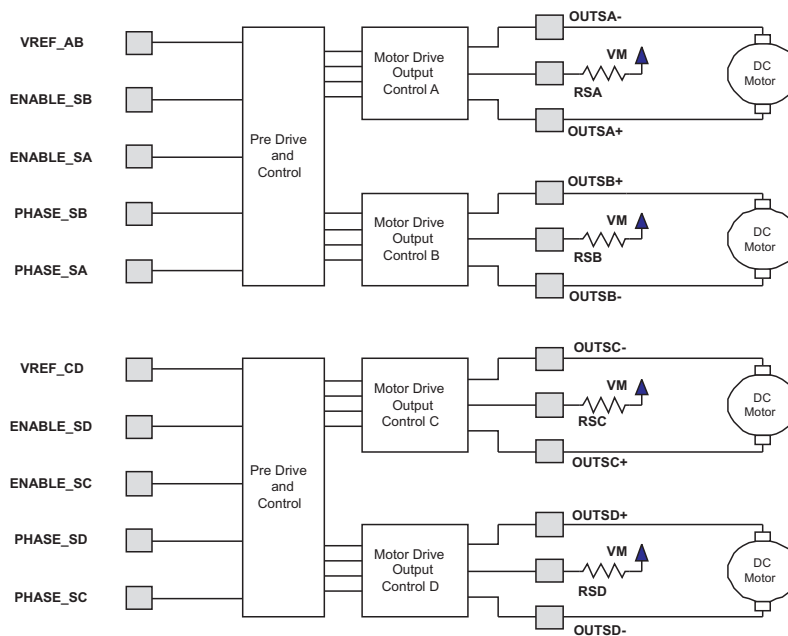 VREF_AB
ENABLE_SB
ENABLE_SA
PHASE_SB
PHASE_SA
Pre Drive
and
Control
Motor Drive
Output
Control A
OUTSA-
VM
RSA
OUTSA+
DC
Motor
Motor Drive
Output
Control B
OUTSB+
VM
RSB
OUTSB-
DC
Motor
VREF_CD
ENABLE_SD
ENABLE_SC
PHASE_SD
PHASE_SC
Pre Drive
and
Control
Motor Drive
Output
Control C
OUTSC-
VM
RSC
OUTSC+
DC
Motor
Motor Drive
Output
Control D
OUTSD+
VM
RSD
OUTSD-
DC
Motor